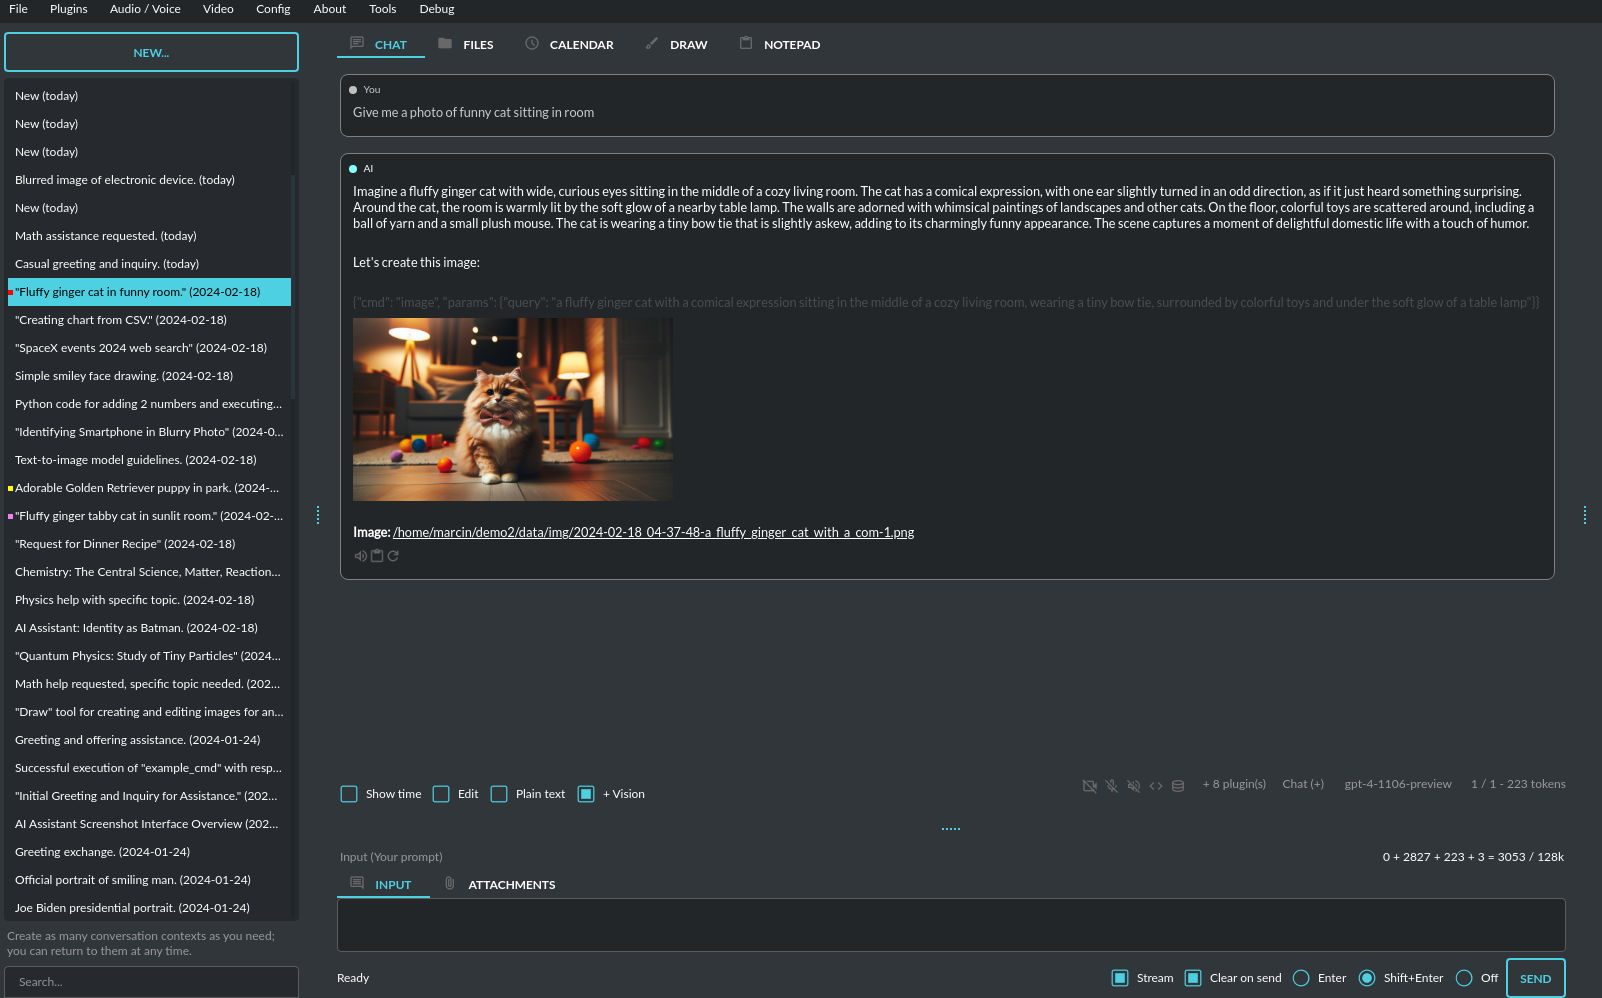 File Plugins Audio / Voice Video Config About Tools Debug
NEW...
New (today)
New (today)
New (today)
Blurred image of electronic device. (today)
New (today)
Math assistance requested. (today)
Casual greeting and inquiry. (today)
"Fluffy ginger cat in funny room." (2024-02-18)
"Creating chart from CSV." (2024-02-18)
"SpaceX events 2024 web search" (2024-02-18)
Simple smiley face drawing. (2024-02-18)
Python code for adding 2 numbers and executing...
"Identifying Smartphone in Blurry Photo" (2024-0...
Text-to-image model guidelines. (2024-02-18)
Adorable Golden Retriever puppy in park. (2024-...
"Fluffy ginger tabby cat in sunlit room." (2024-02-...
"Request for Dinner Recipe" (2024-02-18)
Chemistry: The Central Science, Matter, Reaction...
Physics help with specific topic. (2024-02-18)
AI Assistant: Identity as Batman. (2024-02-18)
"Quantum Physics: Study of Tiny Particles" (2024...
Math help requested, specific topic needed. (202...
"Draw" tool for creating and editing images for an...
Greeting and offering assistance. (2024-01-24)
Successful execution of "example_cmd" with resp...
"Initial Greeting and Inquiry for Assistance." (202...
AI Assistant Screenshot Interface Overview (202...
Greeting exchange. (2024-01-24)
Official portrait of smiling man. (2024-01-24)
Joe Biden presidential portrait. (2024-01-24)
Create as many conversation contexts as you need;
you can return to them at any time.
Search...
CHAT FILES CALENDAR DRAW NOTEPAD
You
Give me a photo of funny cat sitting in room
AI
Imagine a fluffy ginger cat with wide, curious eyes sitting in the middle of a cozy living room. The cat has a comical expression, with one ear slightly turned in an odd direction, as if it just heard something surprising.
Around the cat, the room is warmly lit by the soft glow of a nearby table lamp. The walls are adorned with whimsical paintings of landscapes and other cats. On the floor, colorful toys are scattered around, including a
ball of yarn and a small plush mouse. The cat is wearing a tiny bow tie that is slightly askew, adding to its charmingly funny appearance. The scene captures a moment of delightful domestic life with a touch of humor.
Let's create this image:
{"cmd": "image", "params": {"query": "a fluffy ginger cat with a comical expression sitting in the middle of a cozy living room, wearing a tiny bow tie, surrounded by colorful toys and under the soft glow of a table lamp"}}
Image: /home/marcin/demo2/data/img/2024-02-18_04-37-48-a_fluffy_ginger_cat_with_a_com-1.png
Show time Edit Plain text + Vision
+ 8 plugin(s) Chat (+) gpt-4-1106-preview 1 / 1 - 223 tokens
Input (Your prompt)
0 + 2827 + 223 + 3 = 3053 / 128k
INPUT ATTACHMENTS
Ready
Stream Clear on send Enter Shift+Enter Off SEND